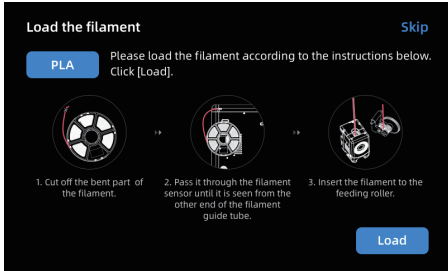 Load the filament
Skip
PLA
Please load the filament according to the instructions below.
Click [Load].
1. Cut off the bent part of
the filament.
2. Pass it through the filament
sensor until it is seen from the
other end of the filament
guide tube.
3. Insert the filament to the
feeding roller.
Load